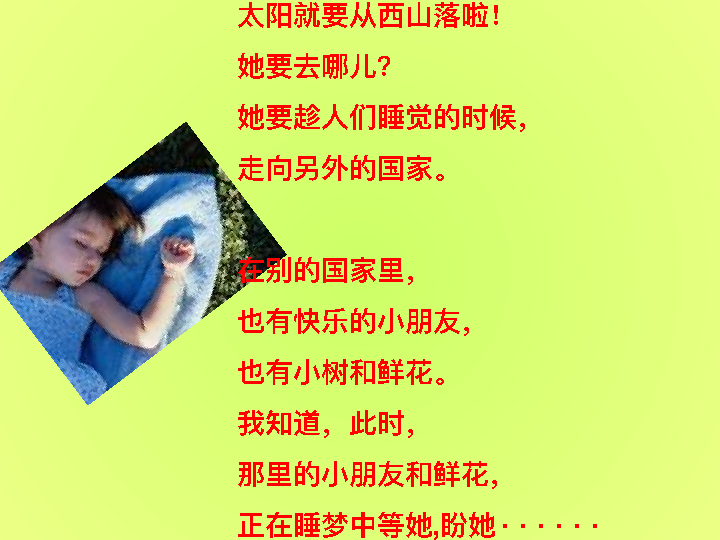 太阳就要从西山落啦！
她要去哪儿？
她要趁人们睡觉的时候，
走向另外的国家。
在别的国家里，
也有快乐的小朋友，
也有小树和鲜花。
我知道，此时，
那里的小朋友和鲜花，
正在睡梦中等她,盼她······